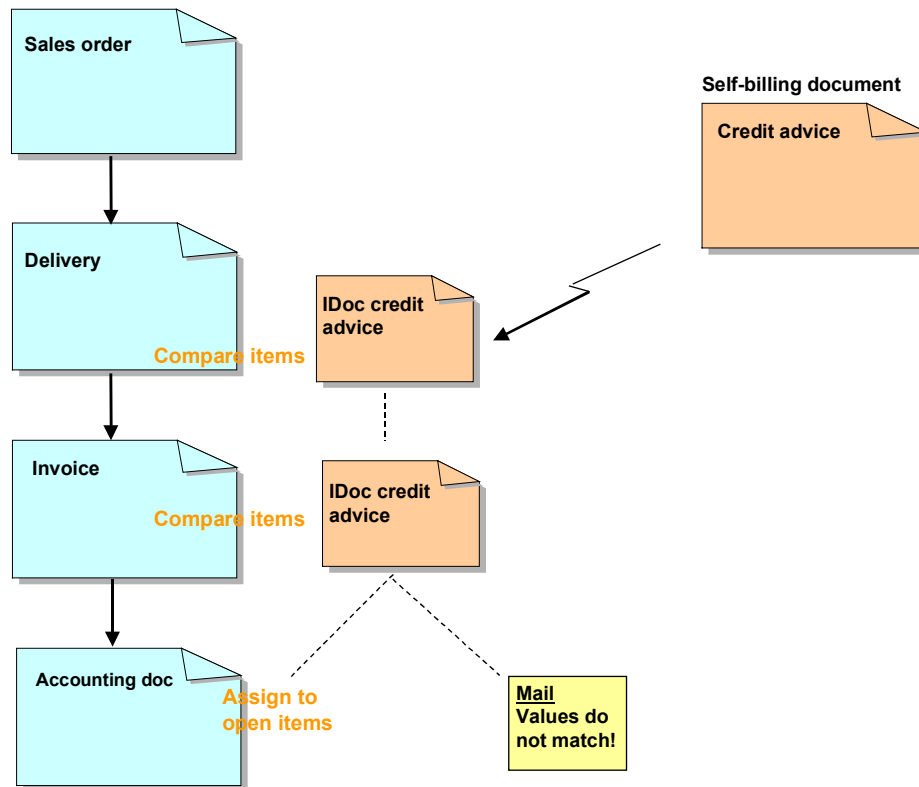 Sales order
Self-billing document
Credit advice
Delivery
IDoc credit
advice
Compare items
Invoice
IDoc credit
advice
Compare items
Accounting doc
Assign to
open items
Mail
Values do
not match!